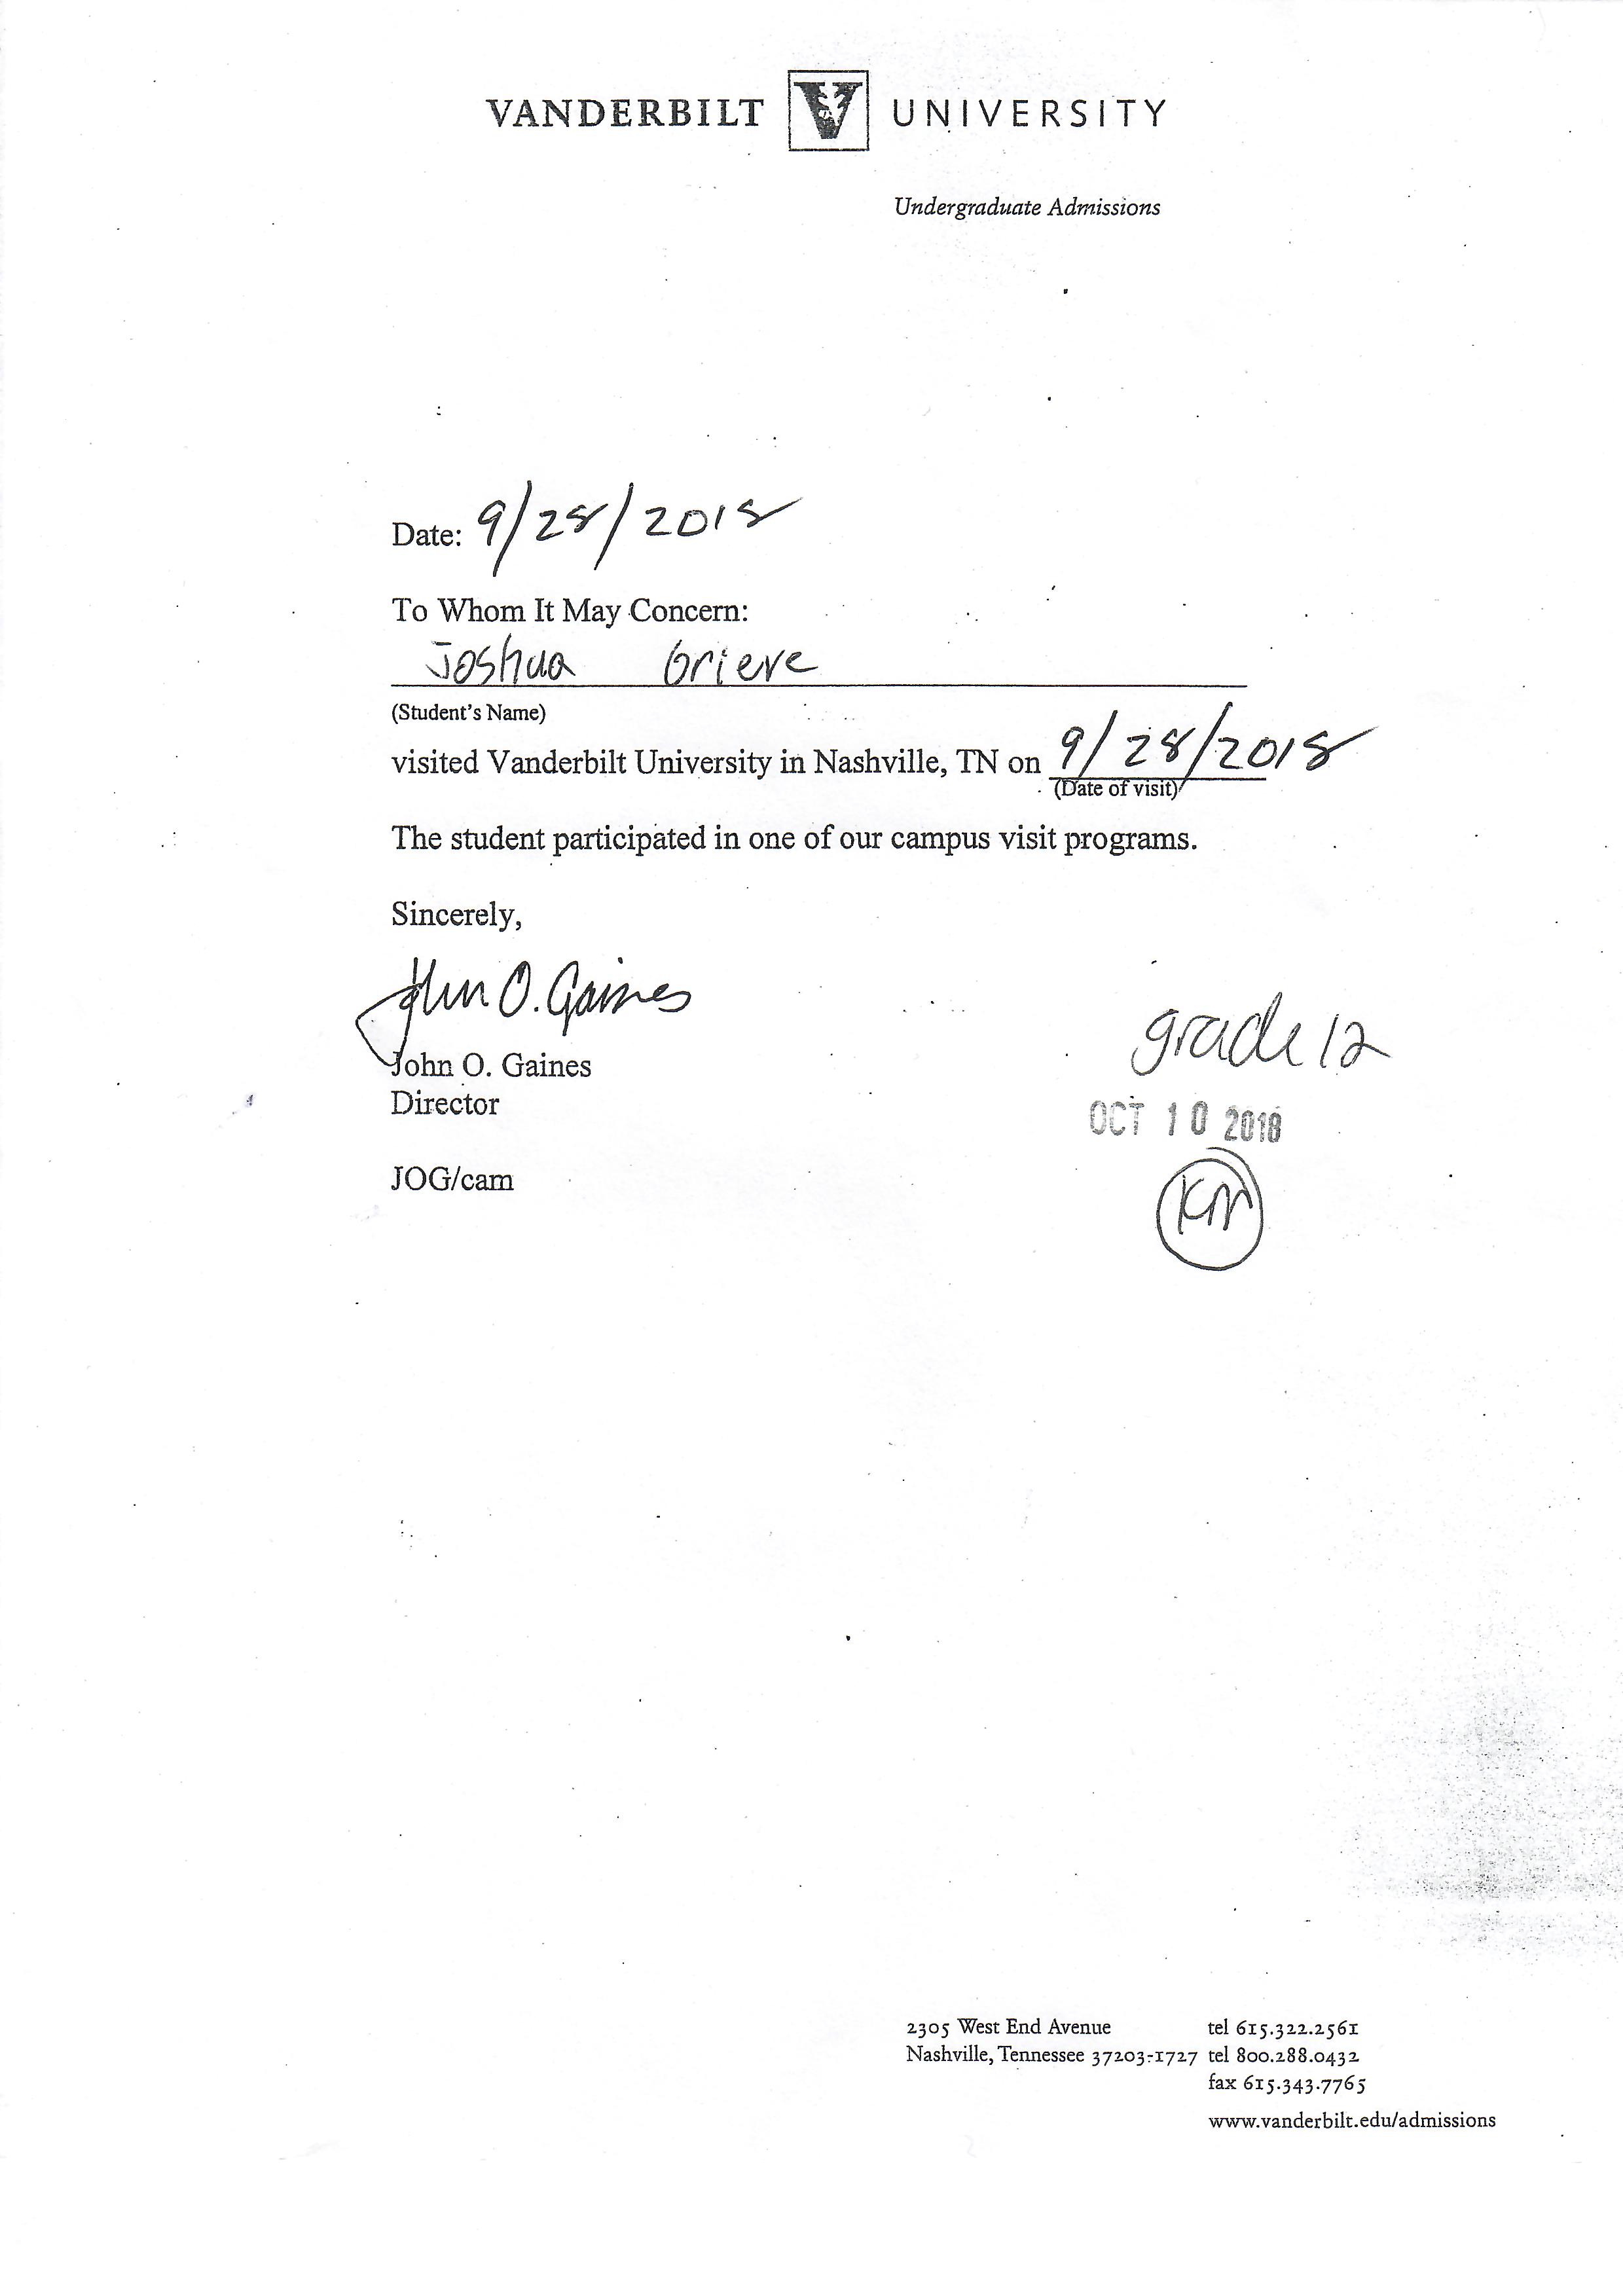 VANDERBILT V UNIVERSITY
Undergraduate Admissions
Date: 9/28/2018
To Whom It May Concern:
Joshua Grieve
(Student's Name)
visited Vanderbilt University in Nashville, TN on 9/28/2018
(Date of visit)
The student participated in one of our campus visit programs.
Sincerely,
John O. Gaines
John O. Gaines
Director
JOG/cam
grade 12
OCT 10 2018
KM
2305 West End Avenue tel 615.322.2561
Nashville, Tennessee 37203-1727 tel 800.288.0432
fax 615.343.7765
www.vanderbilt.edu/admissions